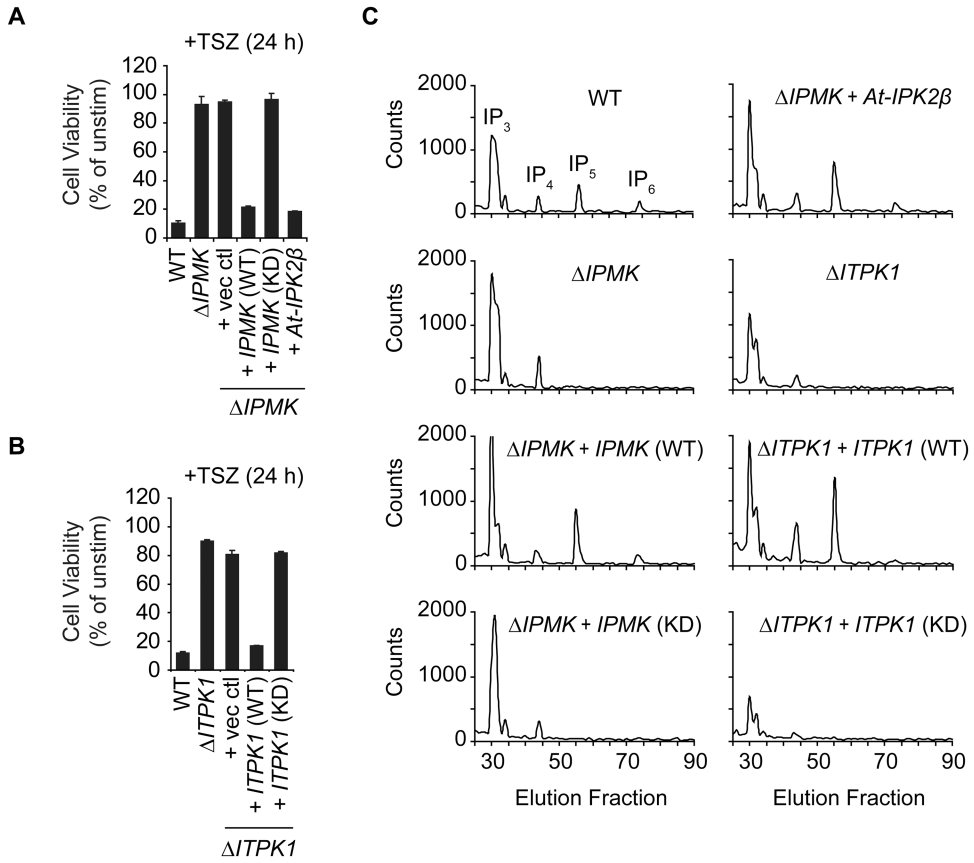 A
+TSZ (24 h)
Cell Viability
(% of unstim)
120
100
80
60
40
20
0
WT
ΔIPMK
+ vec ctl
+ IPMK (WT)
+ IPMK (KD)
+ At-IPK2β
ΔIPMK
B
+TSZ (24 h)
Cell Viability
(% of unstim)
120
100
80
60
40
20
0
WT
ΔITPK1
+ vec ctl
+ ITPK1 (WT)
+ ITPK1 (KD)
ΔITPK1
C
Counts
2000
1000
0
WT
IP3
IP4
IP5
IP6
ΔIPMK + At-IPK2β
Counts
2000
1000
0
ΔIPMK
ΔITPK1
Counts
2000
1000
0
ΔIPMK + IPMK (WT)
ΔITPK1 + ITPK1 (WT)
Counts
2000
1000
0
ΔIPMK + IPMK (KD)
ΔITPK1 + ITPK1 (KD)
30 50 70 90
30 50 70 90
Elution Fraction
Elution Fraction